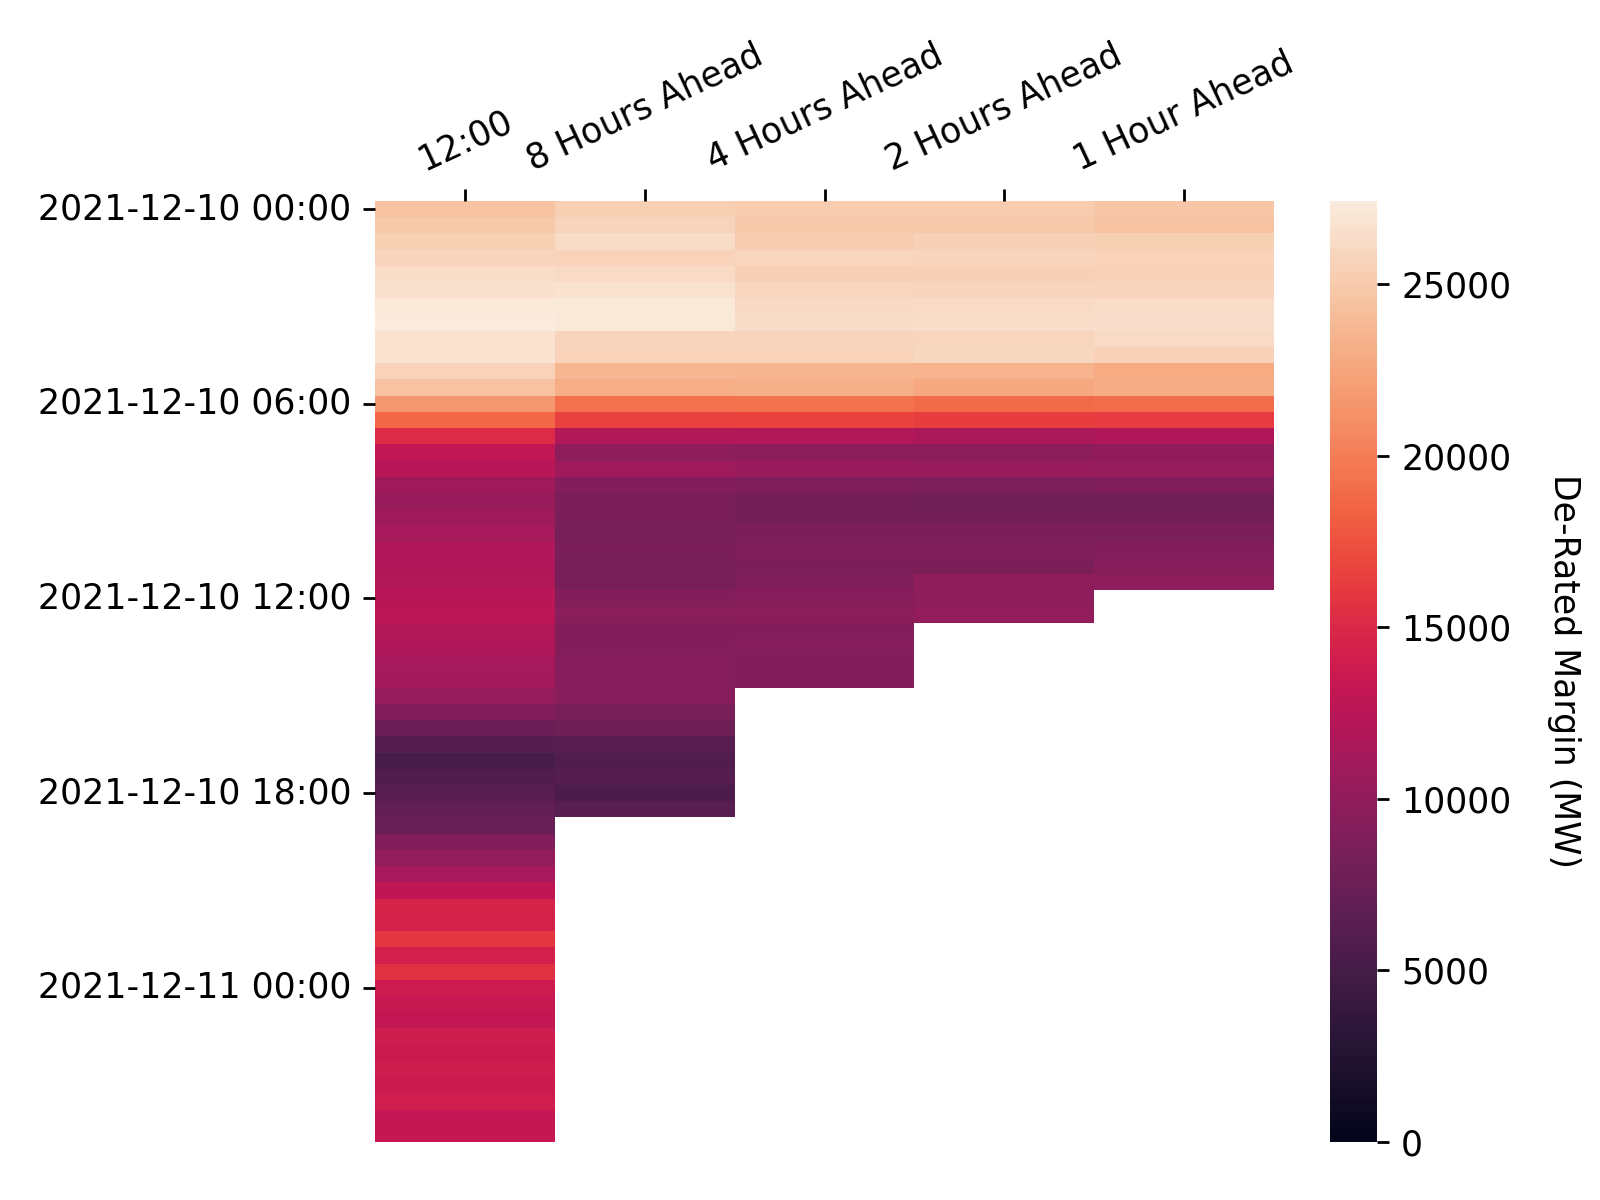 12:00
8 Hours Ahead
4 Hours Ahead
2 Hours Ahead
1 Hour Ahead
2021-12-10 00:00
2021-12-10 06:00
2021-12-10 12:00
2021-12-10 18:00
2021-12-11 00:00
25000
20000
15000
10000
5000
0
De-Rated Margin (MW)